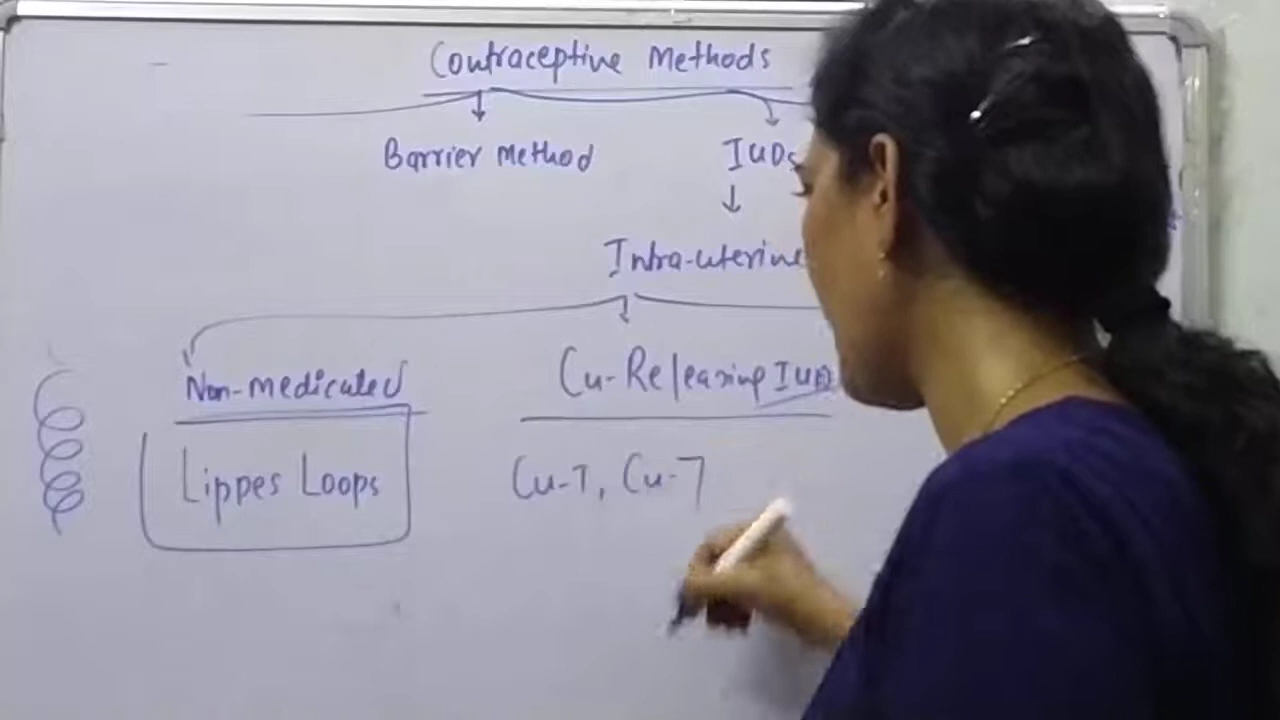 Contraceptive Methods
Barrier Method IUDs
Intra-uterine
Non-medicated Cu-Releasing IUDs
Lippes Loops Cu-T, Cu-7